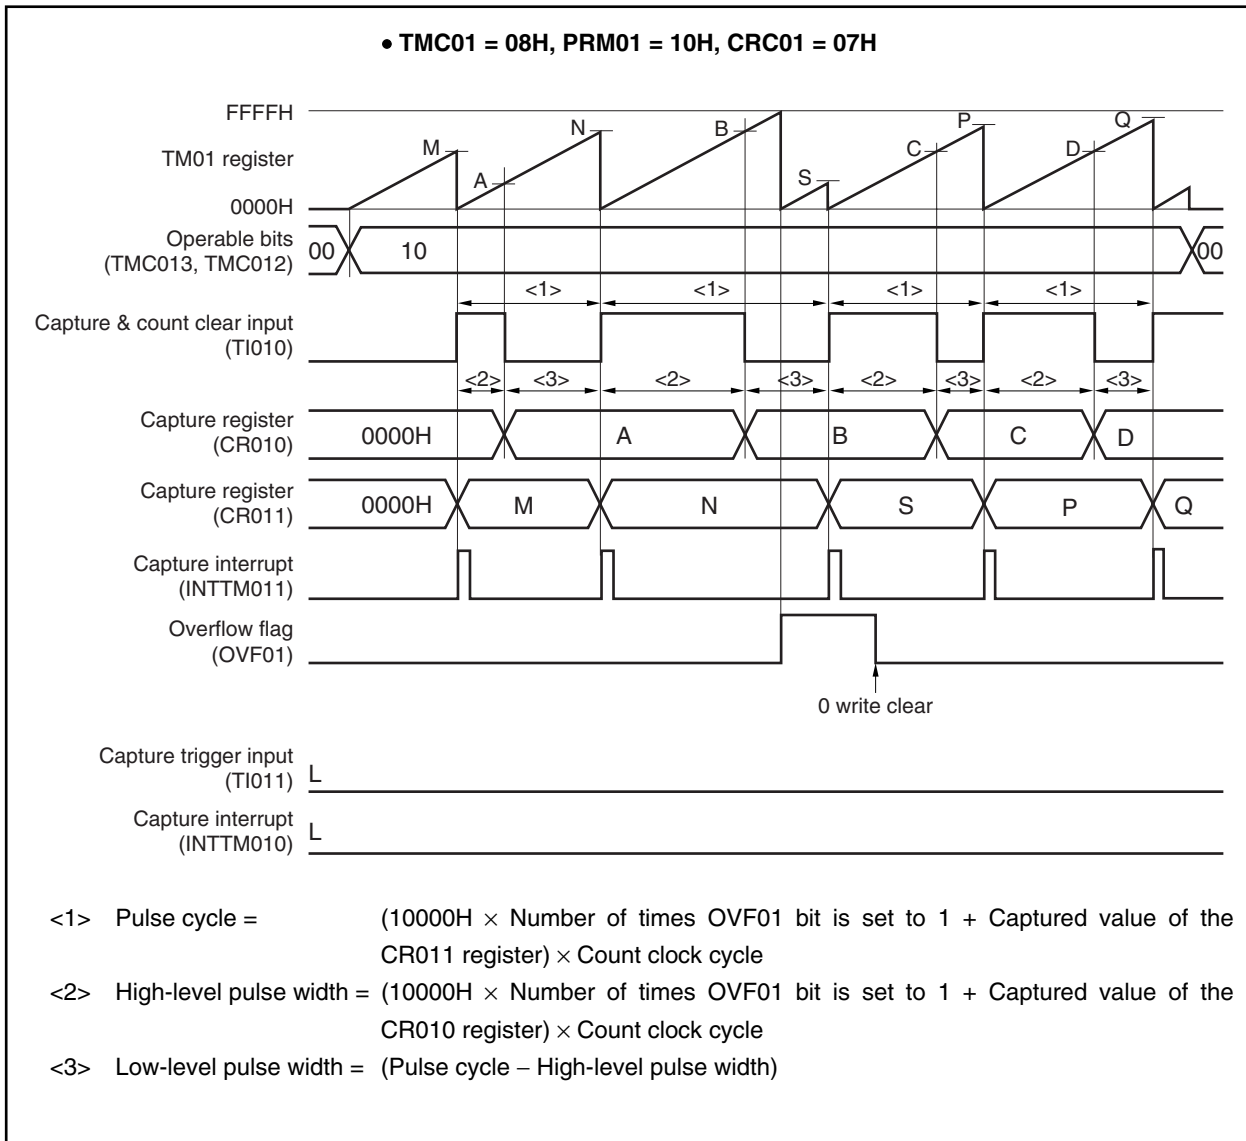 • TMC01 = 08H, PRM01 = 10H, CRC01 = 07H
FFFFH
TM01 register
0000H
M A N B S C P D Q
Operable bits
(TMC013, TMC012)
00 10 00
<1> <1> <1> <1>
Capture & count clear input
(TI010)
<2> <3> <2> <3> <2> <3> <2> <3>
Capture register
(CR010)
0000H A B C D
Capture register
(CR011)
0000H M N S P Q
Capture interrupt
(INTTM011)
Overflow flag
(OVF01)
0 write clear
Capture trigger input
(TI011)
L
Capture interrupt
(INTTM010)
L
<1> Pulse cycle = (10000H × Number of times OVF01 bit is set to 1 + Captured value of the
CR011 register) × Count clock cycle
<2> High-level pulse width = (10000H × Number of times OVF01 bit is set to 1 + Captured value of the
CR010 register) × Count clock cycle
<3> Low-level pulse width = (Pulse cycle − High-level pulse width)